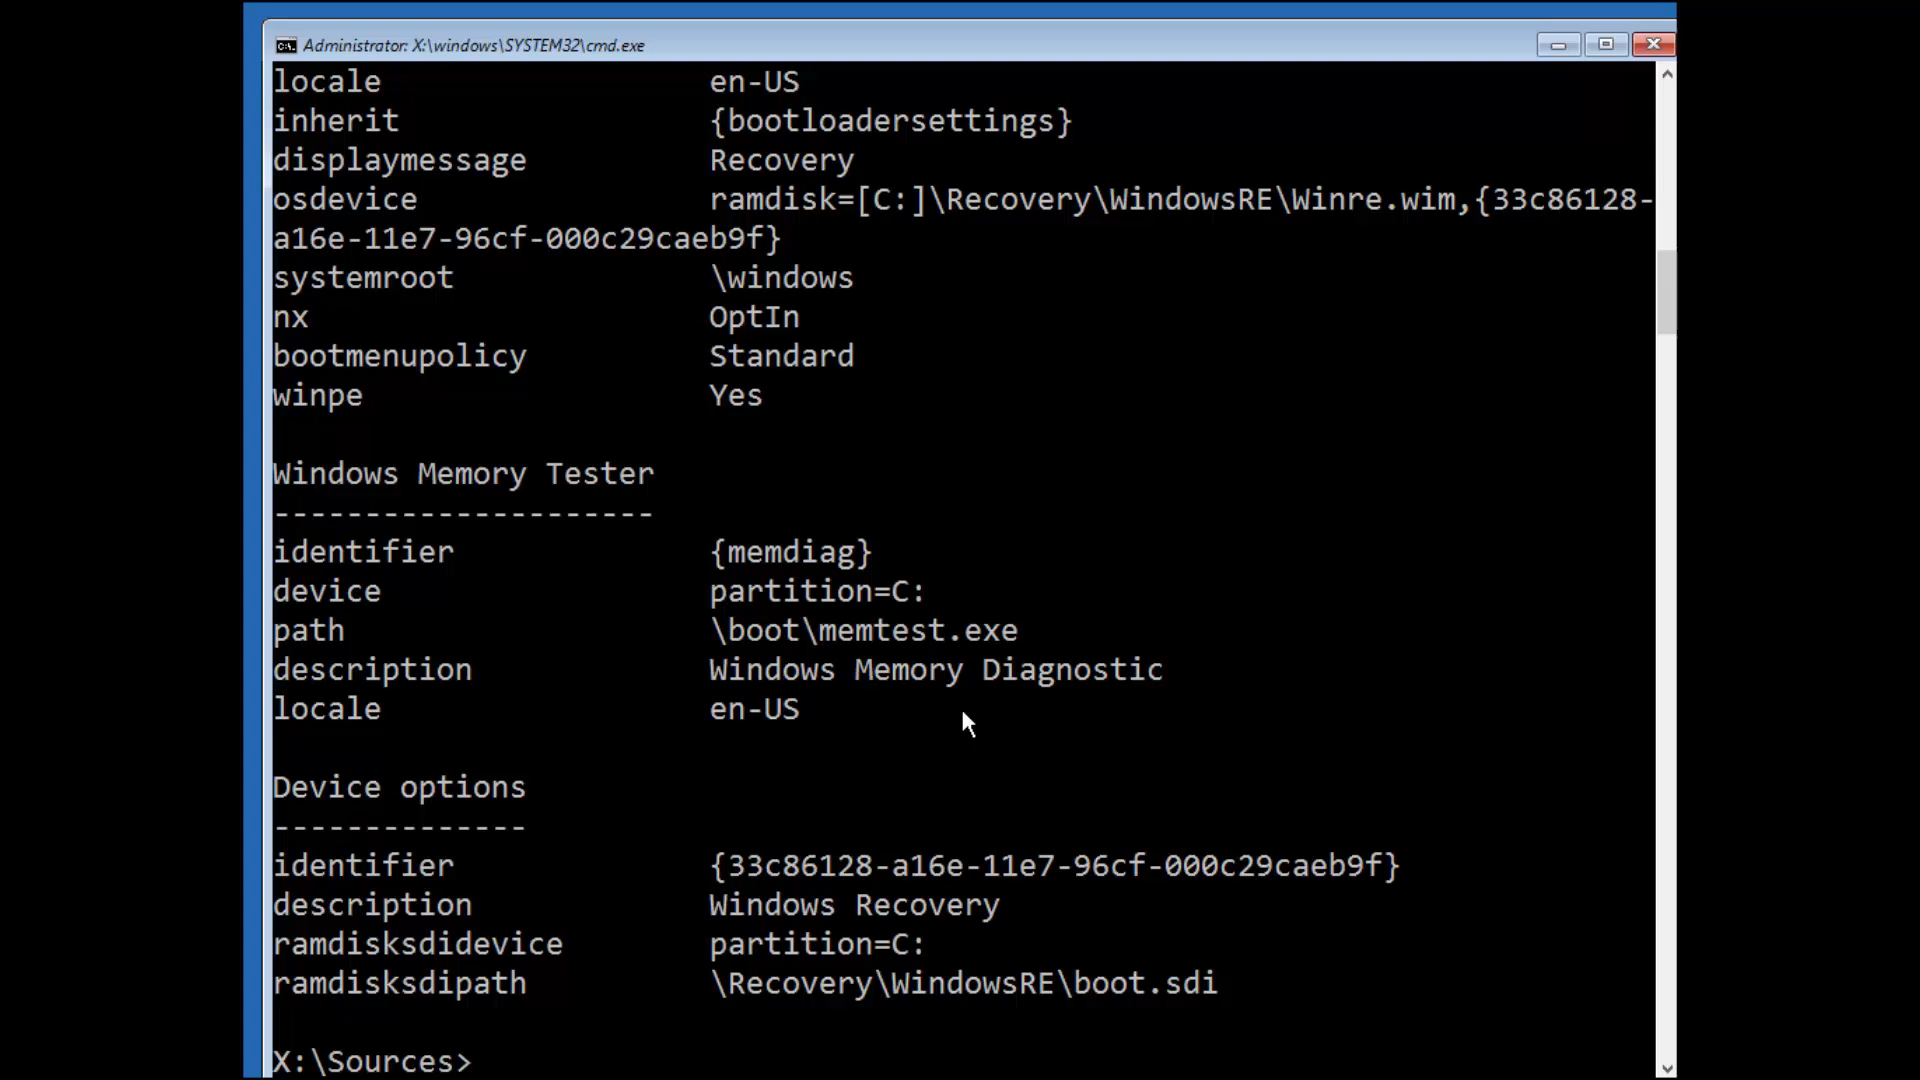 Administrator: X:\windows\SYSTEM32\cmd.exe
locale en-US
inherit {bootloadersettings}
displaymessage Recovery
osdevice ramdisk=[C:]\Recovery\WindowsRE\Winre.wim,{33c86128-
a16e-11e7-96cf-000c29caeb9f}
systemroot \windows
nx OptIn
bootmenupolicy Standard
winpe Yes
Windows Memory Tester
---------------------
identifier {memdiag}
device partition=C:
path \boot\memtest.exe
description Windows Memory Diagnostic
locale en-US
Device options
--------------
identifier {33c86128-a16e-11e7-96cf-000c29caeb9f}
description Windows Recovery
ramdisksdidevice partition=C:
ramdisksdipath \Recovery\WindowsRE\boot.sdi
X:\Sources>